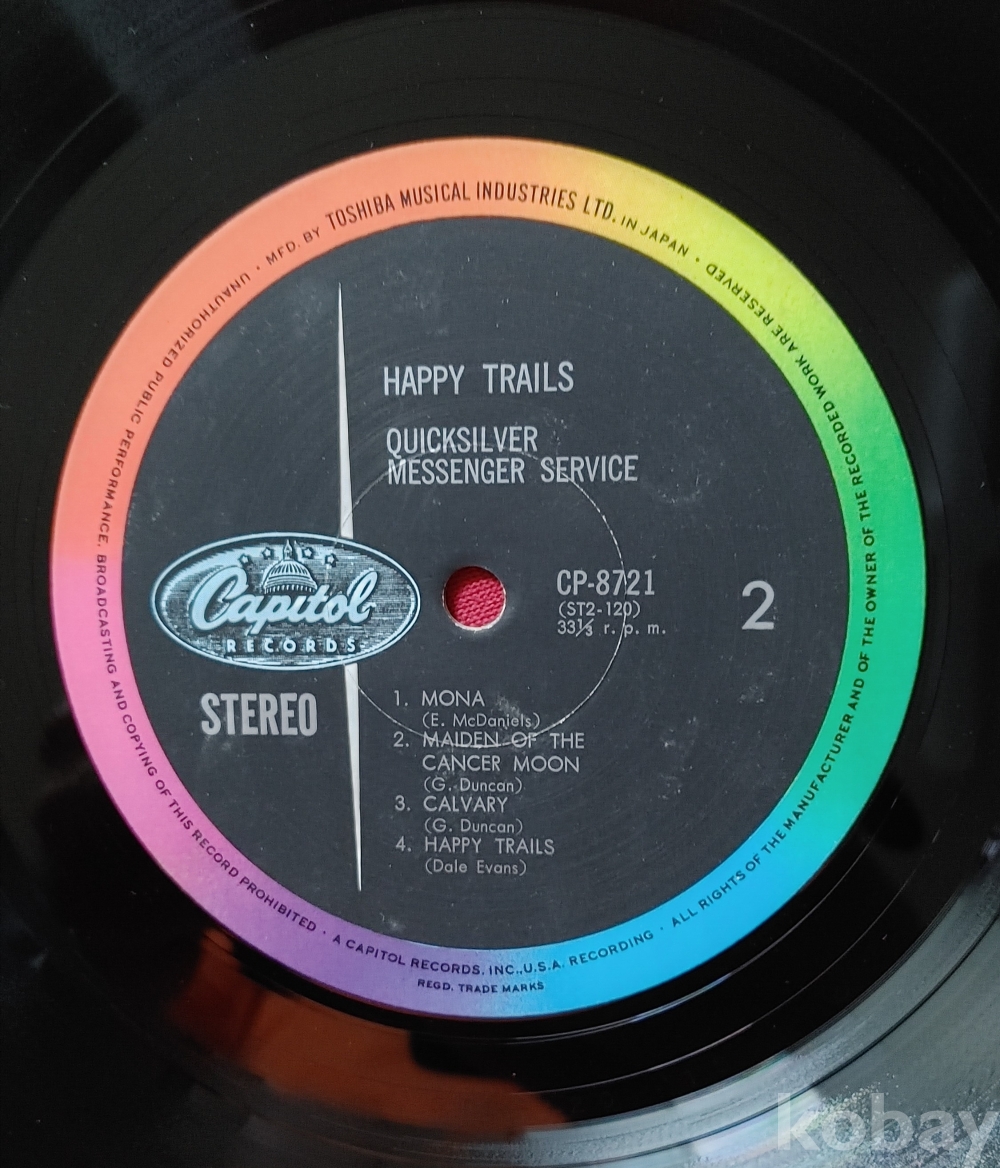 UNAUTHORIZED PUBLIC PERFORMANCE, BROADCASTING AND COPYING OF THIS RECORD PROHIBITED · A CAPITOL RECORDS, INC., U.S.A. RECORDING · ALL RIGHTS OF THE MANUFACTURER AND OF THE OWNER OF THE RECORDED WORK ARE RESERVED ·
MFD. BY TOSHIBA MUSICAL INDUSTRIES LTD. IN JAPAN ·
REGD. TRADE MARKS
HAPPY TRAILS
QUICKSILVER
MESSENGER SERVICE
Capitol
RECORDS
STEREO
CP-8721
(ST2-120)
33⅓ r. p. m.
2
1. MONA
(E. McDaniels)
2. MAIDEN OF THE
CANCER MOON
(G. Duncan)
3. CALVARY
(G. Duncan)
4. HAPPY TRAILS
(Dale Evans)
kobay